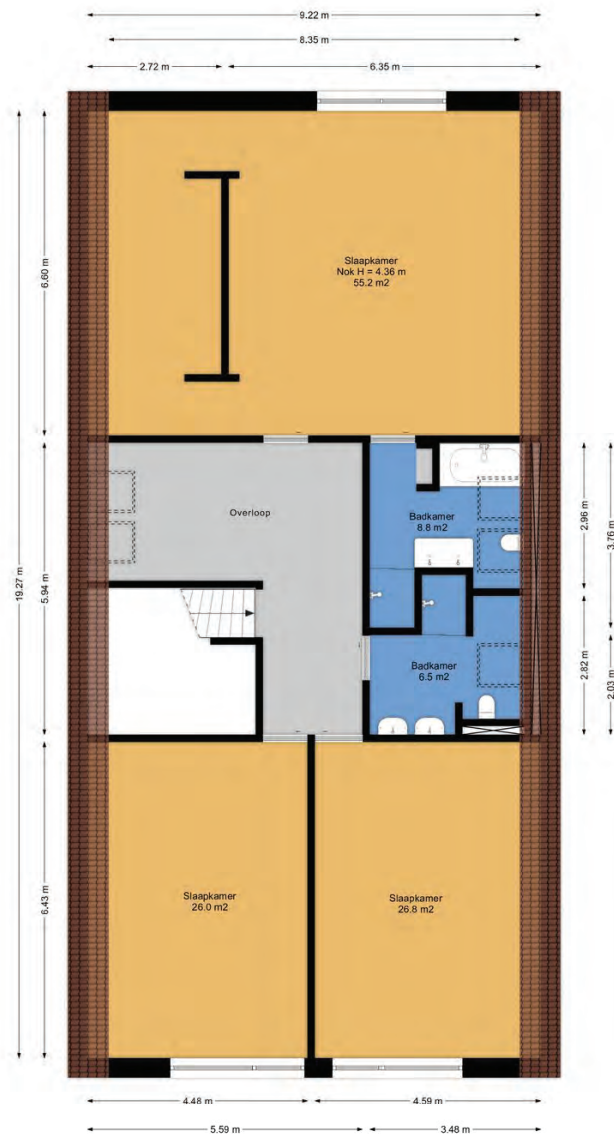 9.22 m
8.35 m
2.72 m
6.35 m
6.60 m
Slaapkamer
Nok H = 4.36 m
55.2 m2
19.27 m
5.94 m
Overloop
Badkamer
8.8 m2
2.96 m
3.76 m
Badkamer
6.5 m2
2.82 m
2.03 m
6.43 m
Slaapkamer
26.0 m2
Slaapkamer
26.8 m2
4.48 m
4.59 m
5.59 m
3.48 m